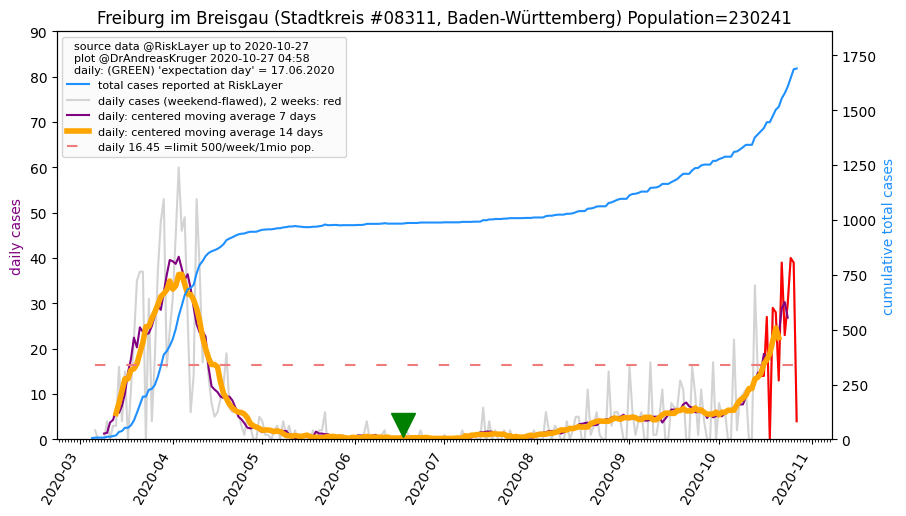 Freiburg im Breisgau (Stadtkreis #08311, Baden-Württemberg) Population=230241
source data @RiskLayer up to 2020-10-27
plot @DrAndreasKruger 2020-10-27 04:58
daily: (GREEN) 'expectation day' = 17.06.2020
total cases reported at RiskLayer
daily cases (weekend-flawed), 2 weeks: red
daily: centered moving average 7 days
daily: centered moving average 14 days
daily 16.45 =limit 500/week/1mio pop.
daily cases
90
80
70
60
50
40
30
20
10
0
cumulative total cases
1750
1500
1250
1000
750
500
250
0
2020-03
2020-04
2020-05
2020-06
2020-07
2020-08
2020-09
2020-10
2020-11